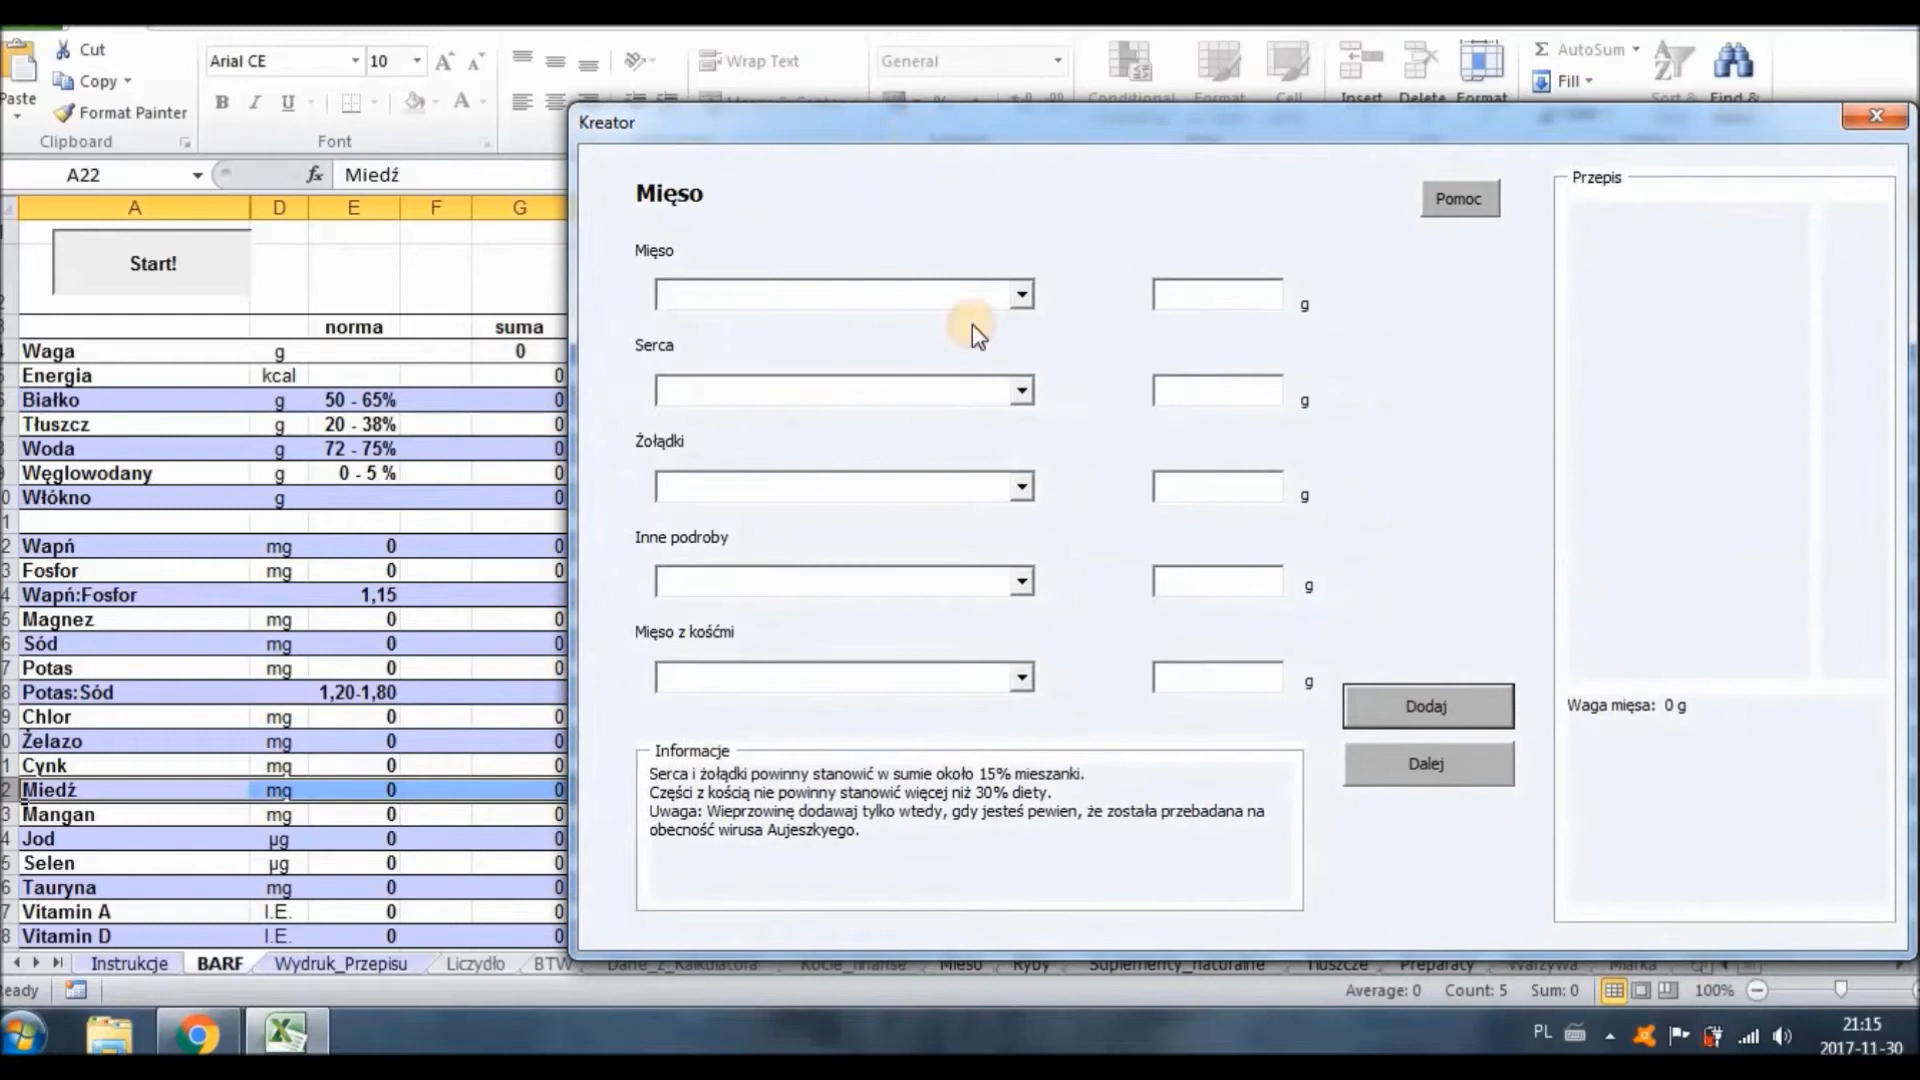 Cut
Copy
Format Painter
Paste
Clipboard
Arial CE
10
B I U
A
Font
Wrap Text
General
Conditional
Format
Cell
Insert
Delete
Format
Σ AutoSum
Fill
Sort &
Find &
A22
fx
Miedź
A D E F G
Start!
norma suma
Waga g 0
Energia kcal 0
Białko g 50 - 65% 0
Tłuszcz g 20 - 38% 0
Woda g 72 - 75% 0
Węglowodany g 0 - 5 % 0
Włókno g 0
Wapń mg 0 0
Fosfor mg 0 0
Wapń:Fosfor 1,15
Magnez mg 0 0
Sód mg 0 0
Potas mg 0 0
Potas:Sód 1,20-1,80
Chlor mg 0 0
Żelazo mg 0 0
Cynk mg 0 0
Miedź mg 0 0
Mangan mg 0 0
Jod µg 0 0
Selen µg 0 0
Tauryna mg 0 0
Vitamin A I.E. 0 0
Vitamin D I.E. 0 0
Kreator
Mięso
Pomoc
Mięso
g
Serca
g
Żołądki
g
Inne podroby
g
Mięso z kośćmi
g
Dodaj
Dalej
Informacje
Serca i żołądki powinny stanowić w sumie około 15% mieszanki.
Części z kością nie powinny stanowić więcej niż 30% diety.
Uwaga: Wieprzowinę dodawaj tylko wtedy, gdy jesteś pewien, że została przebadana na
obecność wirusa Aujeszkyego.
Przepis
Waga mięsa: 0 g
Instrukcje BARF Wydruk_Przepisu Liczydło BTW Dane_z_Kalkulatora Mięso Ryby Suplementy_naturalne Tłuszcze Preparaty Warzywa Marka
Average: 0 Count: 5 Sum: 0 100%
PL
21:15
2017-11-30